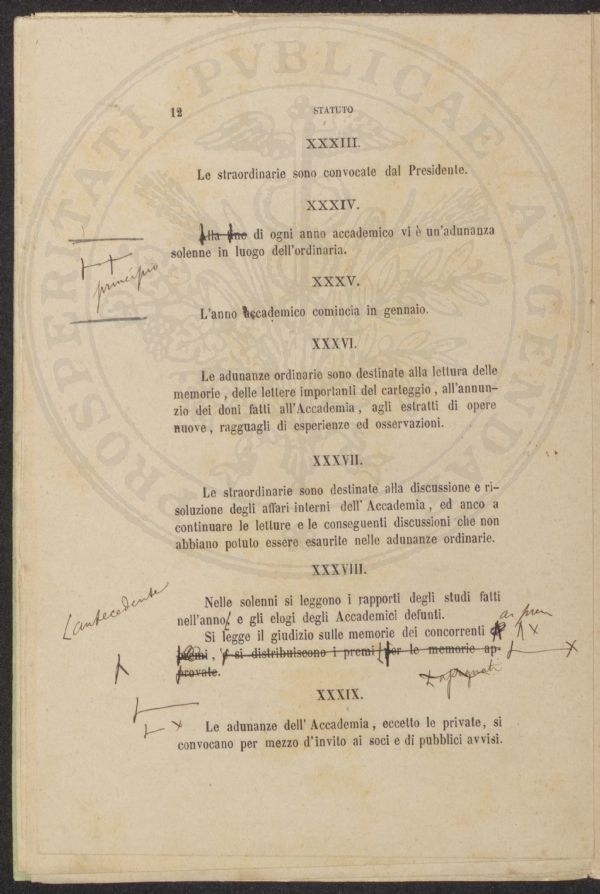 PROSPERITATI PVBLICAE AVGENDAE
12 STATUTO
XXXIII.
Le straordinarie sono convocate dal Presidente.
XXXIV.
Alla fine di ogni anno accademico vi è un'adunanza
solenne in luogo dell'ordinaria.
principio
XXXV.
L'anno accademico comincia in gennaio.
XXXVI.
Le adunanze ordinarie sono destinate alla lettura delle
memorie, delle lettere importanti del carteggio, all'annun-
zio dei doni fatti all'Accademia, agli estratti di opere
nuove, ragguagli di esperienze ed osservazioni.
XXXVII.
Le straordinarie sono destinate alla discussione e ri-
soluzione degli affari interni dell'Accademia, ed anco a
continuare le letture e le conseguenti discussioni che non
abbiano potuto essere esaurite nelle adunanze ordinarie.
XXXVIII.
antecedente
Nelle solenni si leggono i rapporti degli studi fatti
nell'anno, e gli elogi degli Accademici defunti.
Si legge il giudizio sulle memorie dei concorrenti
premi, e si distribuiscono i premi per le memorie ap-
provate.
XXXIX.
Le adunanze dell'Accademia, eccetto le private, si
convocano per mezzo d'invito ai soci e di pubblici avvisi.